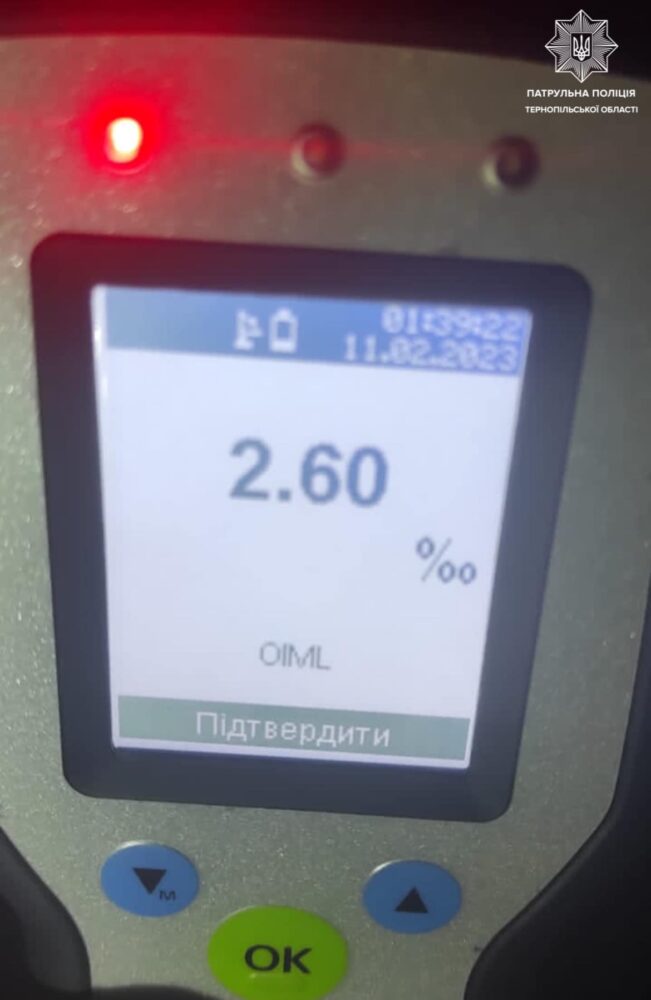 ПАТРУЛЬНА ПОЛІЦІЯ
ТЕРНОПІЛЬСЬКОЇ ОБЛАСТІ
01:39:22
11.02.2023
2.60
‰
OIML
Підтвердити
M
OK